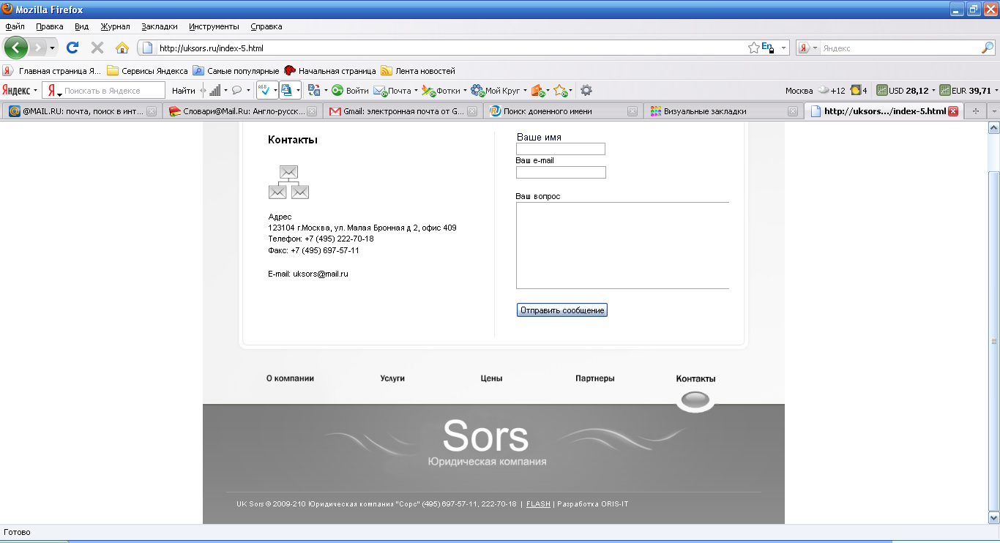 Mozilla Firefox
Файл Правка Вид Журнал Закладки Инструменты Справка
http://uksors.ru/index-5.html En Я Яндекс
Я Главная страница Я... Сервисы Яндекса Самые популярные Начальная страница Лента новостей
Яндекс Я Поискать в Яндексе Найти АБВ Войти Почта Фотки Мой Круг Москва +12 4 USD 28,12 EUR 39,71
@MAIL.RU: почта, поиск в инт... Словари@Mail.Ru: Англо-русск... Gmail: электронная почта от G... Поиск доменного имени Визуальные закладки http://uksors.../index-5.html
Контакты
Адрес
123104 г.Москва, ул. Малая Бронная д 2, офис 409
Телефон: +7 (495) 222-70-18
Факс: +7 (495) 697-57-11
E-mail: uksors@mail.ru
Ваше имя
Ваш e-mail
Ваш вопрос
Отправить сообщение
О компании Услуги Цены Партнеры Контакты
Sors
Юридическая компания
UK Sors © 2009-210 Юридическая компания "Сорс" (495) 697-57-11, 222-70-18 | FLASH | Разработка ORIS-IT
Готово